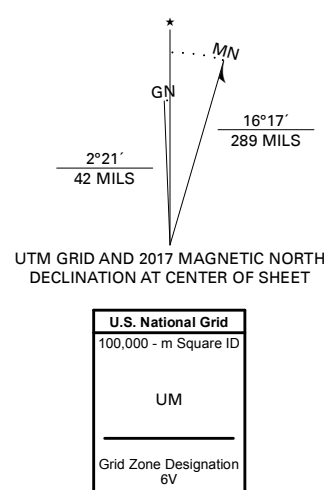 ★
MN
GN
16°17´
289 MILS
2°21´
42 MILS
UTM GRID AND 2017 MAGNETIC NORTH
DECLINATION AT CENTER OF SHEET
U.S. National Grid
100,000 - m Square ID
UM
Grid Zone Designation
6V